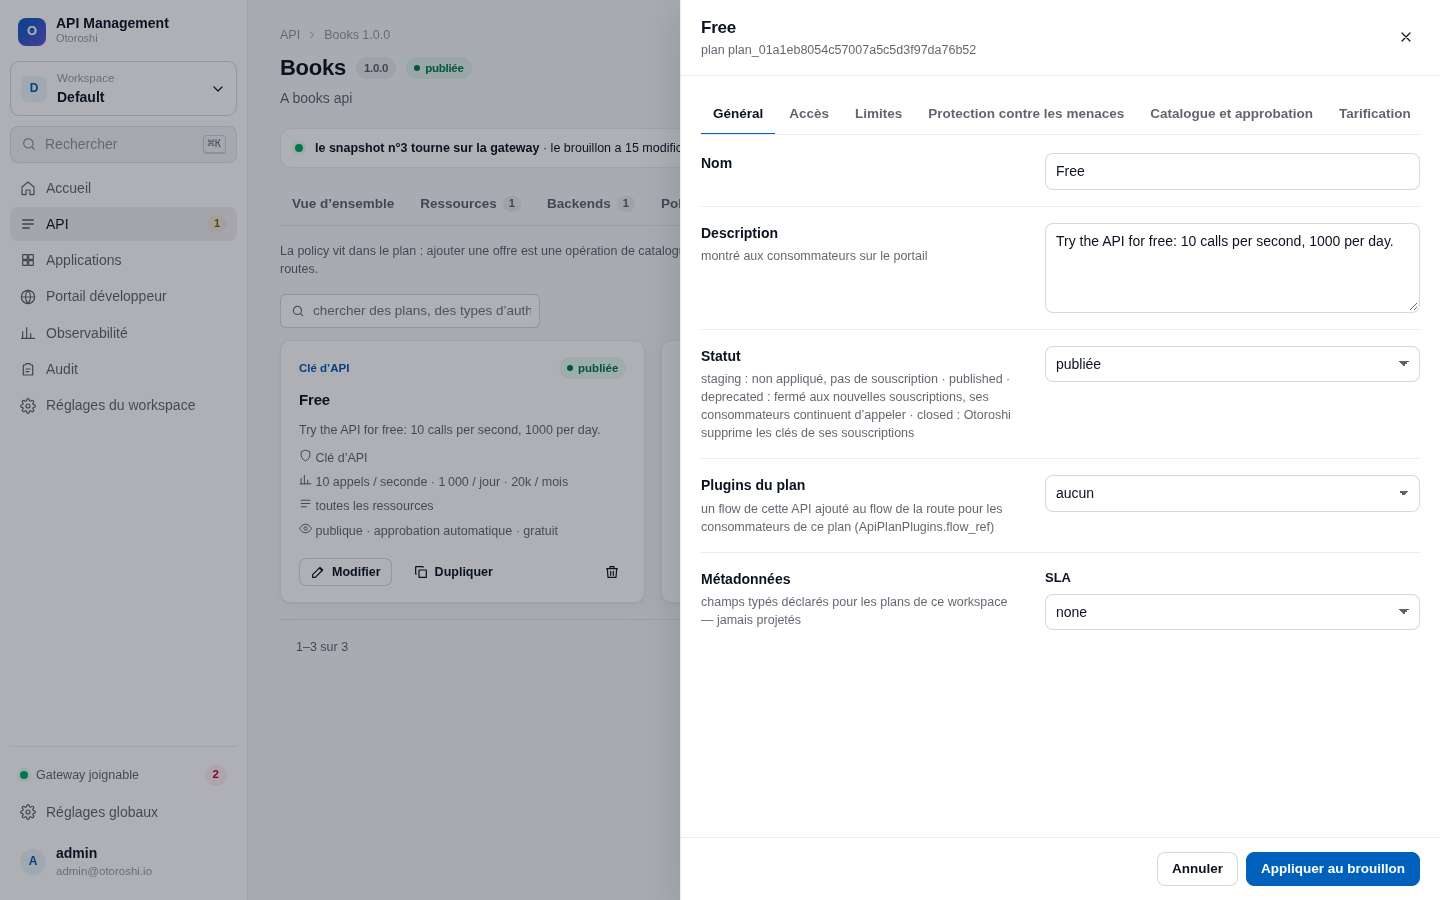 O
API Management
Otoroshi
D
Workspace
Default
Rechercher
⌘K
Accueil
API
1
Applications
Portail développeur
Observabilité
Audit
Réglages du workspace
Gateway joignable
2
Réglages globaux
A
admin
admin@otoroshi.io
API > Books 1.0.0
Books
1.0.0
publiée
A books api
le snapshot n°3 tourne sur la gateway · le brouillon a 15 modific
Vue d’ensemble
Ressources 1
Backends 1
La policy vit dans le plan : ajouter une offre est une opération de catalogu
routes.
chercher des plans, des types d’auth
Clé d’API
publiée
Free
Try the API for free: 10 calls per second, 1000 per day.
Clé d’API
10 appels / seconde · 1 000 / jour · 20k / mois
toutes les ressources
publique · approbation automatique · gratuit
Modifier
Dupliquer
1–3 sur 3
Free
plan plan_01a1eb8054c57007a5c5d3f97da76b52
Général
Accès
Limites
Protection contre les menaces
Catalogue et approbation
Tarification
Nom
Free
Description
montré aux consommateurs sur le portail
Try the API for free: 10 calls per second, 1000 per day.
Statut
staging : non appliqué, pas de souscription · published ·
deprecated : fermé aux nouvelles souscriptions, ses
consommateurs continuent d’appeler · closed : Otoroshi
supprime les clés de ses souscriptions
publiée
Plugins du plan
un flow de cette API ajouté au flow de la route pour les
consommateurs de ce plan (ApiPlanPlugins.flow_ref)
aucun
Métadonnées
champs typés déclarés pour les plans de ce workspace
— jamais projetés
SLA
none
Annuler
Appliquer au brouillon